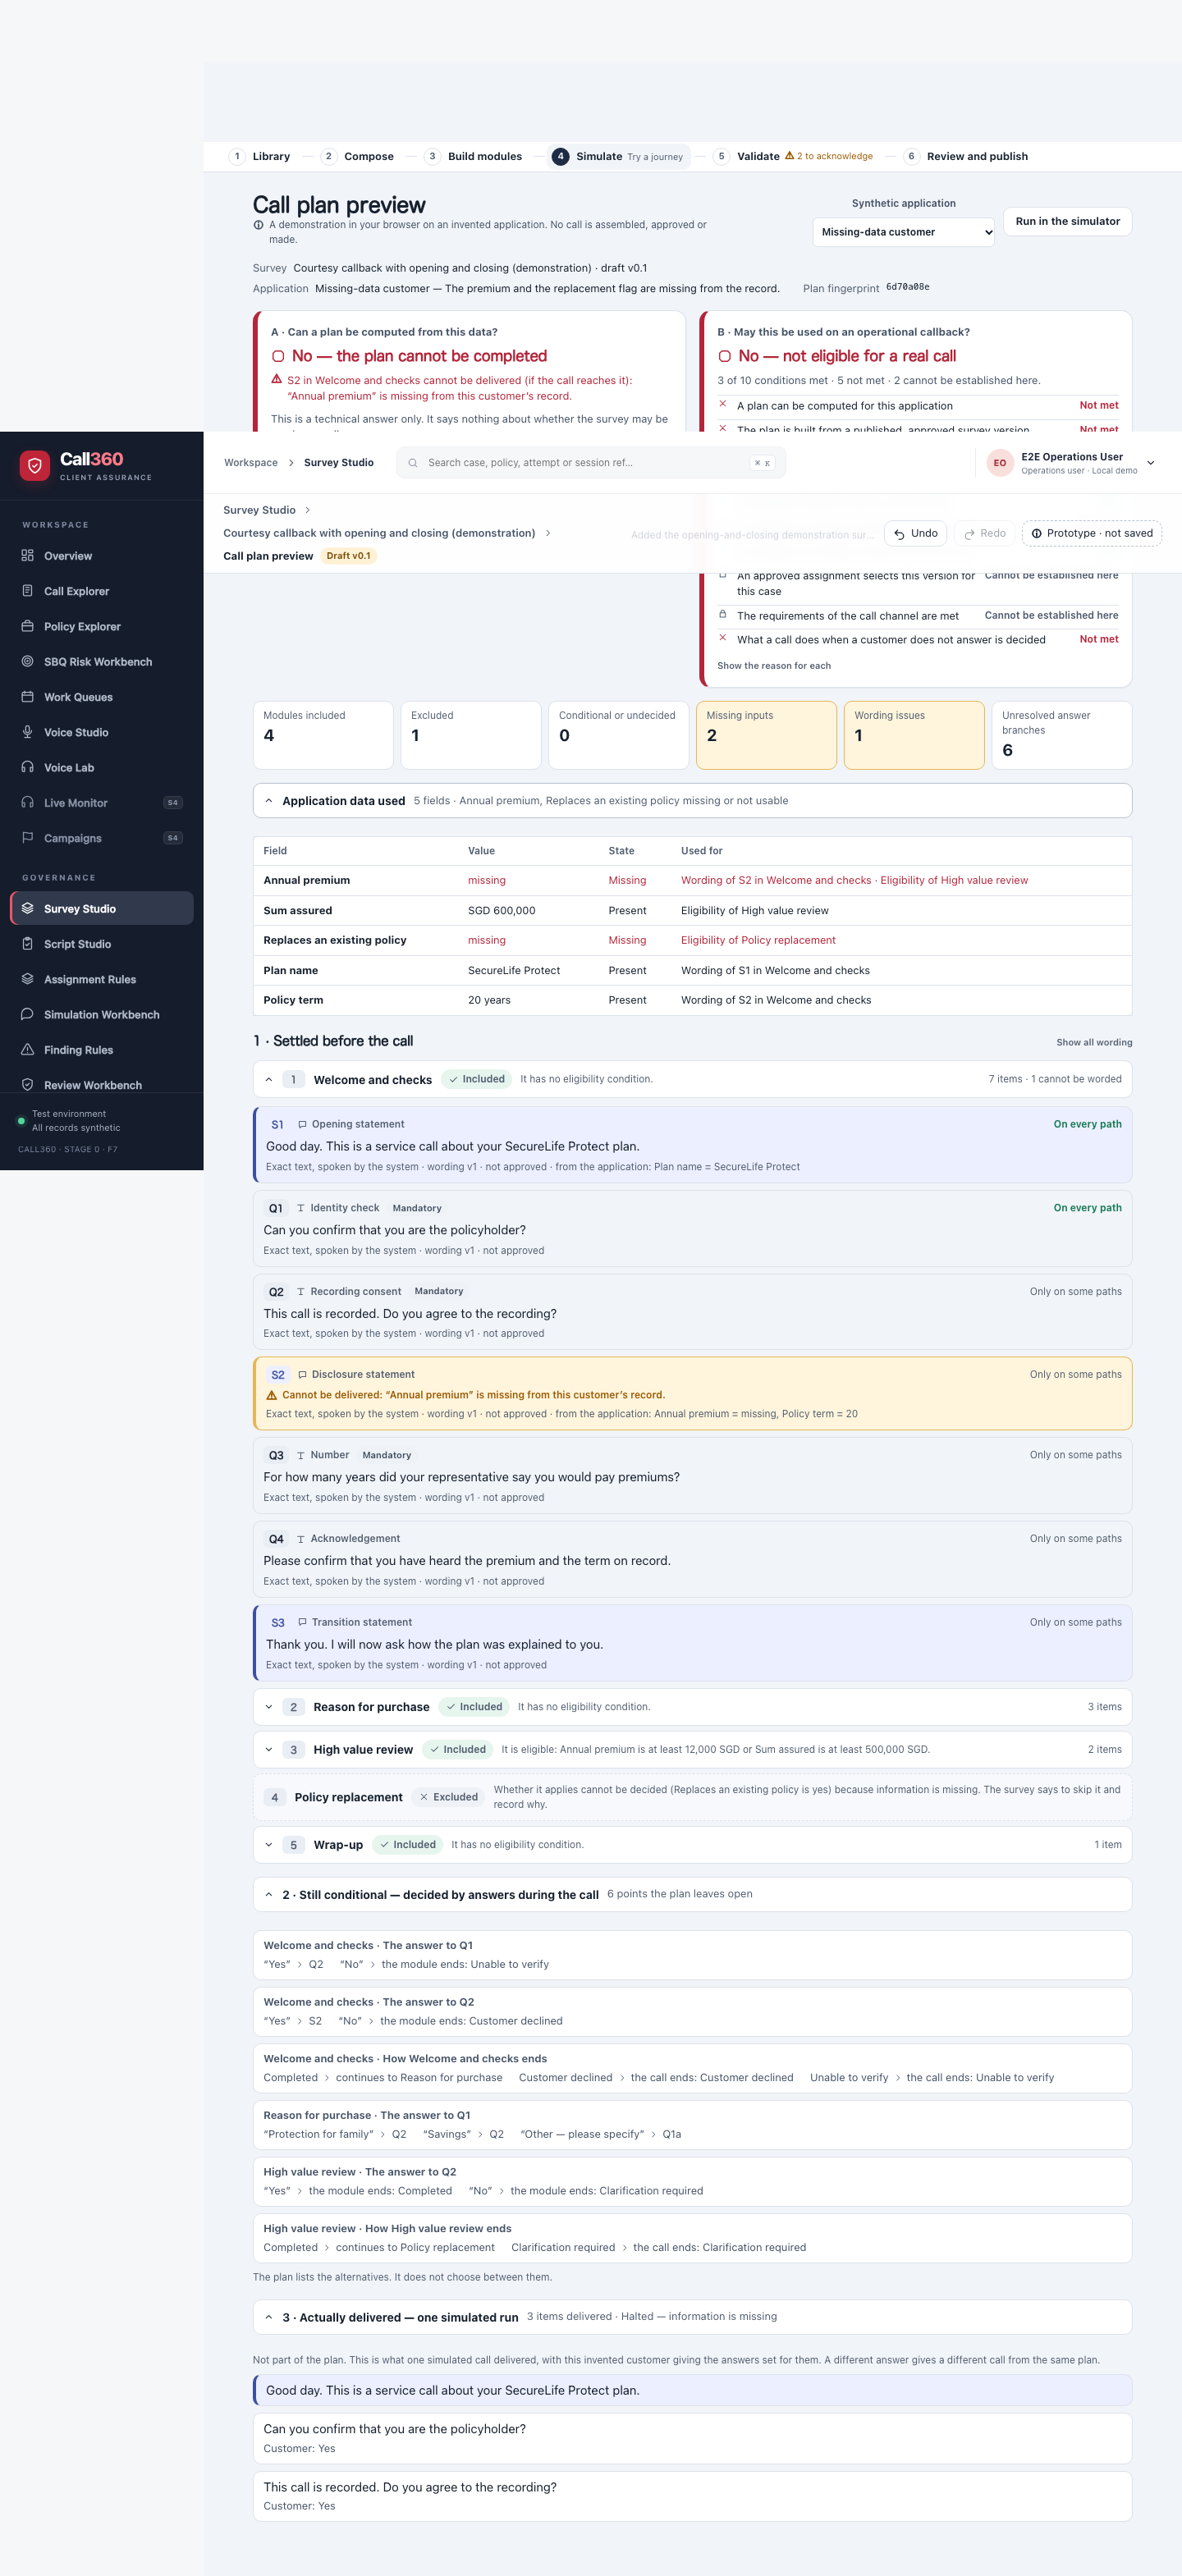 1 Library 2 Compose 3 Build modules 4 Simulate Try a journey 5 Validate 2 to acknowledge 6 Review and publish
Call plan preview
A demonstration in your browser on an invented application. No call is assembled, approved or
made.
Synthetic application
Missing-data customer
Run in the simulator
Survey Courtesy callback with opening and closing (demonstration) · draft v0.1
Application Missing-data customer — The premium and the replacement flag are missing from the record. Plan fingerprint 6d70a08e
A · Can a plan be computed from this data?
No — the plan cannot be completed
S2 in Welcome and checks cannot be delivered (if the call reaches it):
“Annual premium” is missing from this customer’s record.
This is a technical answer only. It says nothing about whether the survey may be
B · May this be used on an operational callback?
No — not eligible for a real call
3 of 10 conditions met · 5 not met · 2 cannot be established here.
A plan can be computed for this application Not met
The plan is built from a published, approved survey version Not met
Call360
CLIENT ASSURANCE
WORKSPACE
Overview
Call Explorer
Policy Explorer
SBQ Risk Workbench
Work Queues
Voice Studio
Voice Lab
Live Monitor S4
Campaigns S4
GOVERNANCE
Survey Studio
Script Studio
Assignment Rules
Simulation Workbench
Finding Rules
Review Workbench
Test environment
All records synthetic
CALL360 · STAGE 0 · F7
Workspace Survey Studio
Search case, policy, attempt or session ref...
⌘ K
EO
E2E Operations User
Operations user · Local demo
Survey Studio
Courtesy callback with opening and closing (demonstration)
Call plan preview Draft v0.1
Added the opening-and-closing demonstration sur...
Undo
Redo
Prototype · not saved
An approved assignment selects this version for Cannot be established here
this case
The requirements of the call channel are met Cannot be established here
What a call does when a customer does not answer is decided Not met
Show the reason for each
Modules included
4
Excluded
1
Conditional or undecided
0
Missing inputs
2
Wording issues
1
Unresolved answer
branches
6
Application data used 5 fields · Annual premium, Replaces an existing policy missing or not usable
Field Value State Used for
Annual premium missing Missing Wording of S2 in Welcome and checks · Eligibility of High value review
Sum assured SGD 600,000 Present Eligibility of High value review
Replaces an existing policy missing Missing Eligibility of Policy replacement
Plan name SecureLife Protect Present Wording of S1 in Welcome and checks
Policy term 20 years Present Wording of S2 in Welcome and checks
1 · Settled before the call
Show all wording
1 Welcome and checks Included It has no eligibility condition. 7 items · 1 cannot be worded
S1 Opening statement On every path
Good day. This is a service call about your SecureLife Protect plan.
Exact text, spoken by the system · wording v1 · not approved · from the application: Plan name = SecureLife Protect
Q1 Identity check Mandatory On every path
Can you confirm that you are the policyholder?
Exact text, spoken by the system · wording v1 · not approved
Q2 Recording consent Mandatory Only on some paths
This call is recorded. Do you agree to the recording?
Exact text, spoken by the system · wording v1 · not approved
S2 Disclosure statement Only on some paths
Cannot be delivered: “Annual premium” is missing from this customer’s record.
Exact text, spoken by the system · wording v1 · not approved · from the application: Annual premium = missing, Policy term = 20
Q3 Number Mandatory Only on some paths
For how many years did your representative say you would pay premiums?
Exact text, spoken by the system · wording v1 · not approved
Q4 Acknowledgement Only on some paths
Please confirm that you have heard the premium and the term on record.
Exact text, spoken by the system · wording v1 · not approved
S3 Transition statement Only on some paths
Thank you. I will now ask how the plan was explained to you.
Exact text, spoken by the system · wording v1 · not approved
2 Reason for purchase Included It has no eligibility condition. 3 items
3 High value review Included It is eligible: Annual premium is at least 12,000 SGD or Sum assured is at least 500,000 SGD. 2 items
4 Policy replacement Excluded Whether it applies cannot be decided (Replaces an existing policy is yes) because information is missing. The survey says to skip it and
record why.
5 Wrap-up Included It has no eligibility condition. 1 item
2 · Still conditional — decided by answers during the call 6 points the plan leaves open
Welcome and checks · The answer to Q1
“Yes” Q2 “No” the module ends: Unable to verify
Welcome and checks · The answer to Q2
“Yes” S2 “No” the module ends: Customer declined
Welcome and checks · How Welcome and checks ends
Completed continues to Reason for purchase Customer declined the call ends: Customer declined Unable to verify the call ends: Unable to verify
Reason for purchase · The answer to Q1
“Protection for family” Q2 “Savings” Q2 “Other — please specify” Q1a
High value review · The answer to Q2
“Yes” the module ends: Completed “No” the module ends: Clarification required
High value review · How High value review ends
Completed continues to Policy replacement Clarification required the call ends: Clarification required
The plan lists the alternatives. It does not choose between them.
3 · Actually delivered — one simulated run 3 items delivered · Halted — information is missing
Not part of the plan. This is what one simulated call delivered, with this invented customer giving the answers set for them. A different answer gives a different call from the same plan.
Good day. This is a service call about your SecureLife Protect plan.
Can you confirm that you are the policyholder?
Customer: Yes
This call is recorded. Do you agree to the recording?
Customer: Yes